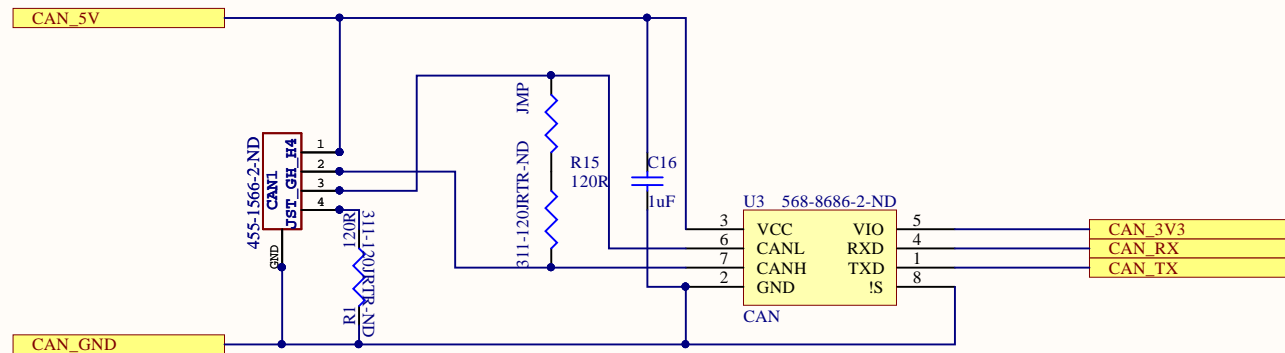 CAN_5V
JMP
311-120JRTR-ND
R15
120R
C16
1uF
455-1566-2-ND
CAN1
JST_GH_H4
1
2
3
4
GND
120R
R1
311-120JRTR-ND
U3 568-8686-2-ND
3 VCC VIO 5
6 CANL RXD 4
7 CANH TXD 1
2 GND !S 8
CAN
CAN_3V3
CAN_RX
CAN_TX
CAN_GND